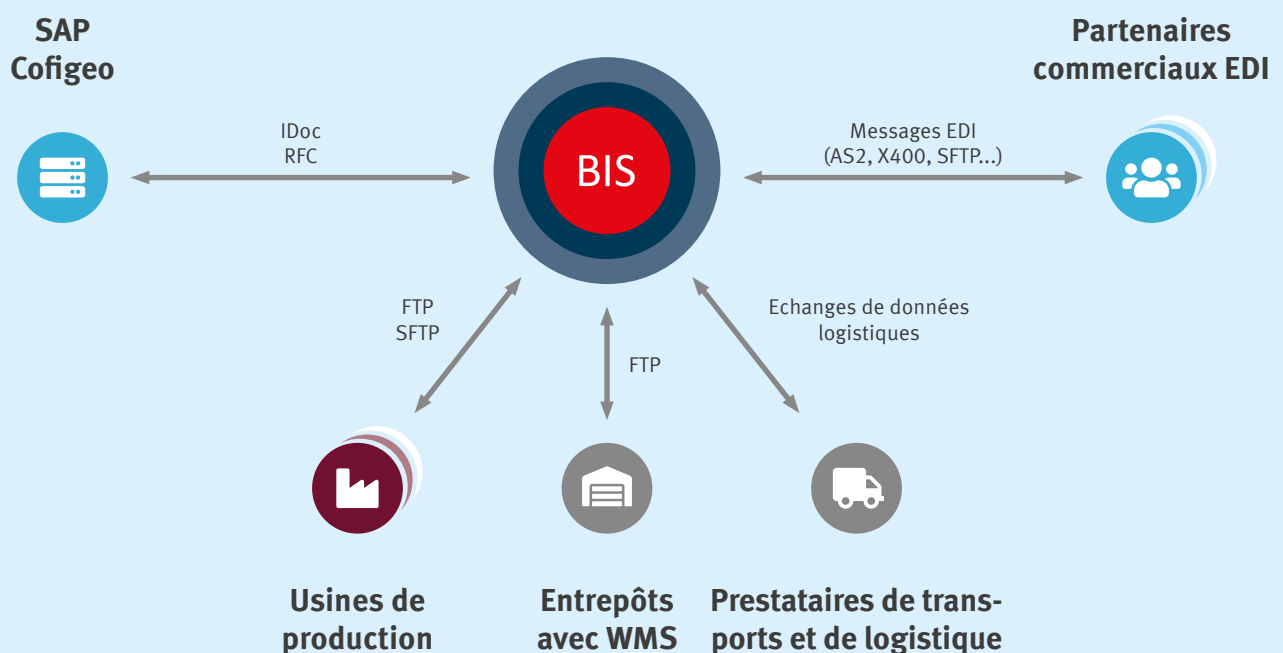 SAP
Cofigeo
Partenaires
commerciaux EDI
IDoc
RFC
BIS
Messages EDI
(AS2, X400, SFTP...)
FTP
SFTP
FTP
Echanges de données
logistiques
Usines de
production
Entrepôts
avec WMS
Prestataires de trans-
ports et de logistique